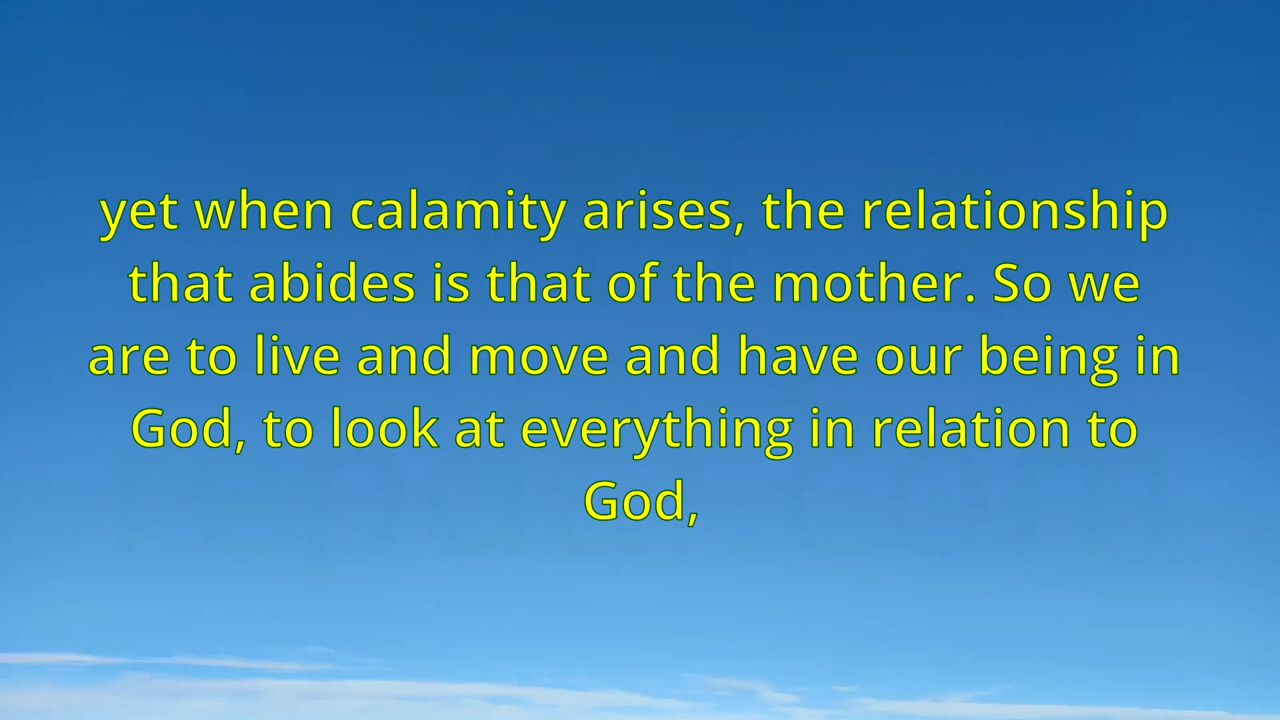 yet when calamity arises, the relationship
that abides is that of the mother. So we
are to live and move and have our being in
God, to look at everything in relation to
God,